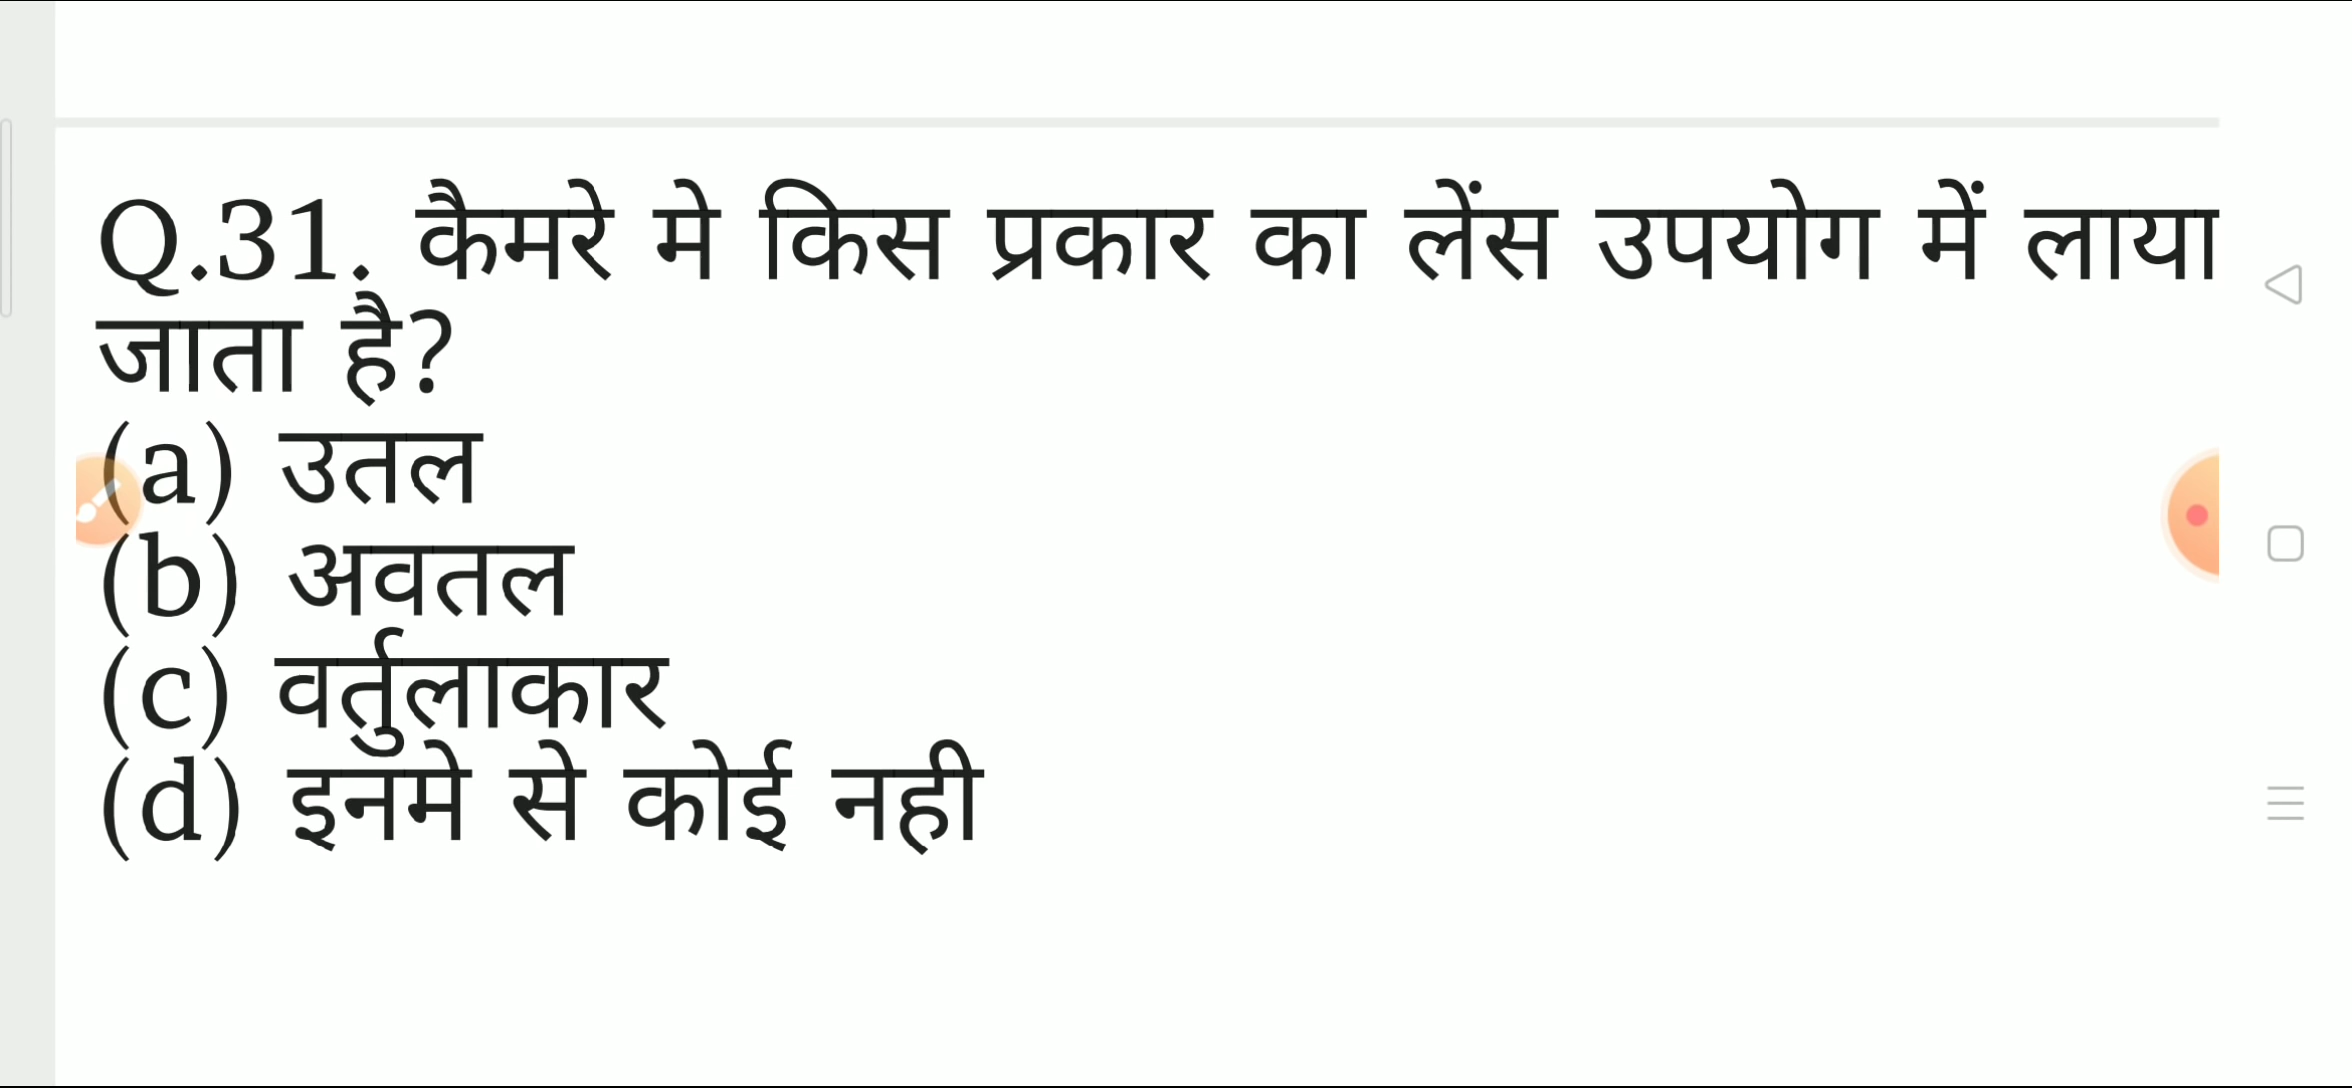 Q.31. कैमरे मे किस प्रकार का लेंस उपयोग में लाया
जाता है?
(a) उतल
(b) अवतल
(c) वर्तुलाकार
(d) इनमे से कोई नही